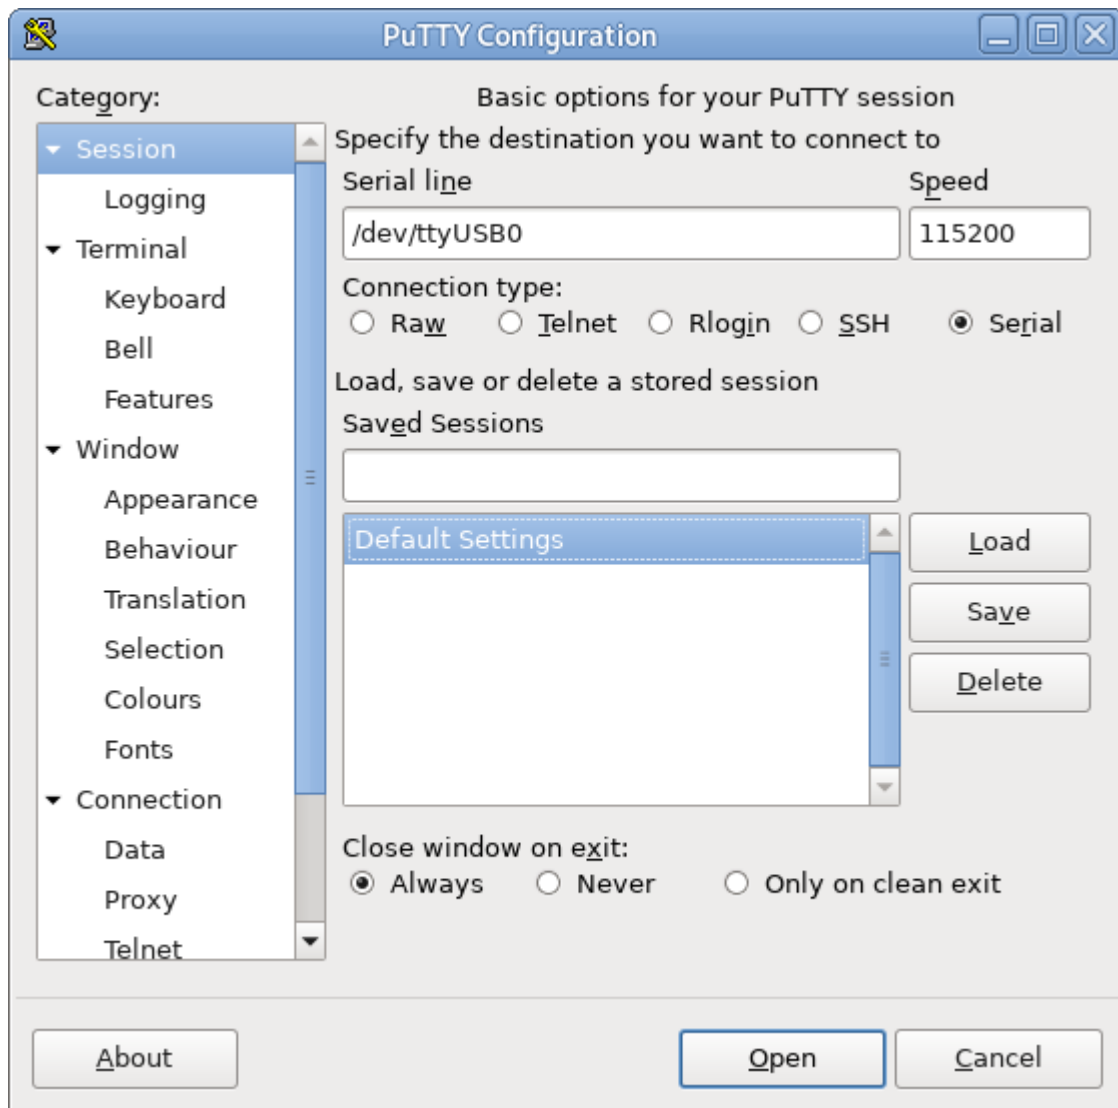 PuTTY Configuration
Category:
Session
Logging
Terminal
Keyboard
Bell
Features
Window
Appearance
Behaviour
Translation
Selection
Colours
Fonts
Connection
Data
Proxy
Telnet
Basic options for your PuTTY session
Specify the destination you want to connect to
Serial line Speed
/dev/ttyUSB0 115200
Connection type:
Raw Telnet Rlogin SSH Serial
Load, save or delete a stored session
Saved Sessions
Default Settings
Load
Save
Delete
Close window on exit:
Always Never Only on clean exit
About Open Cancel